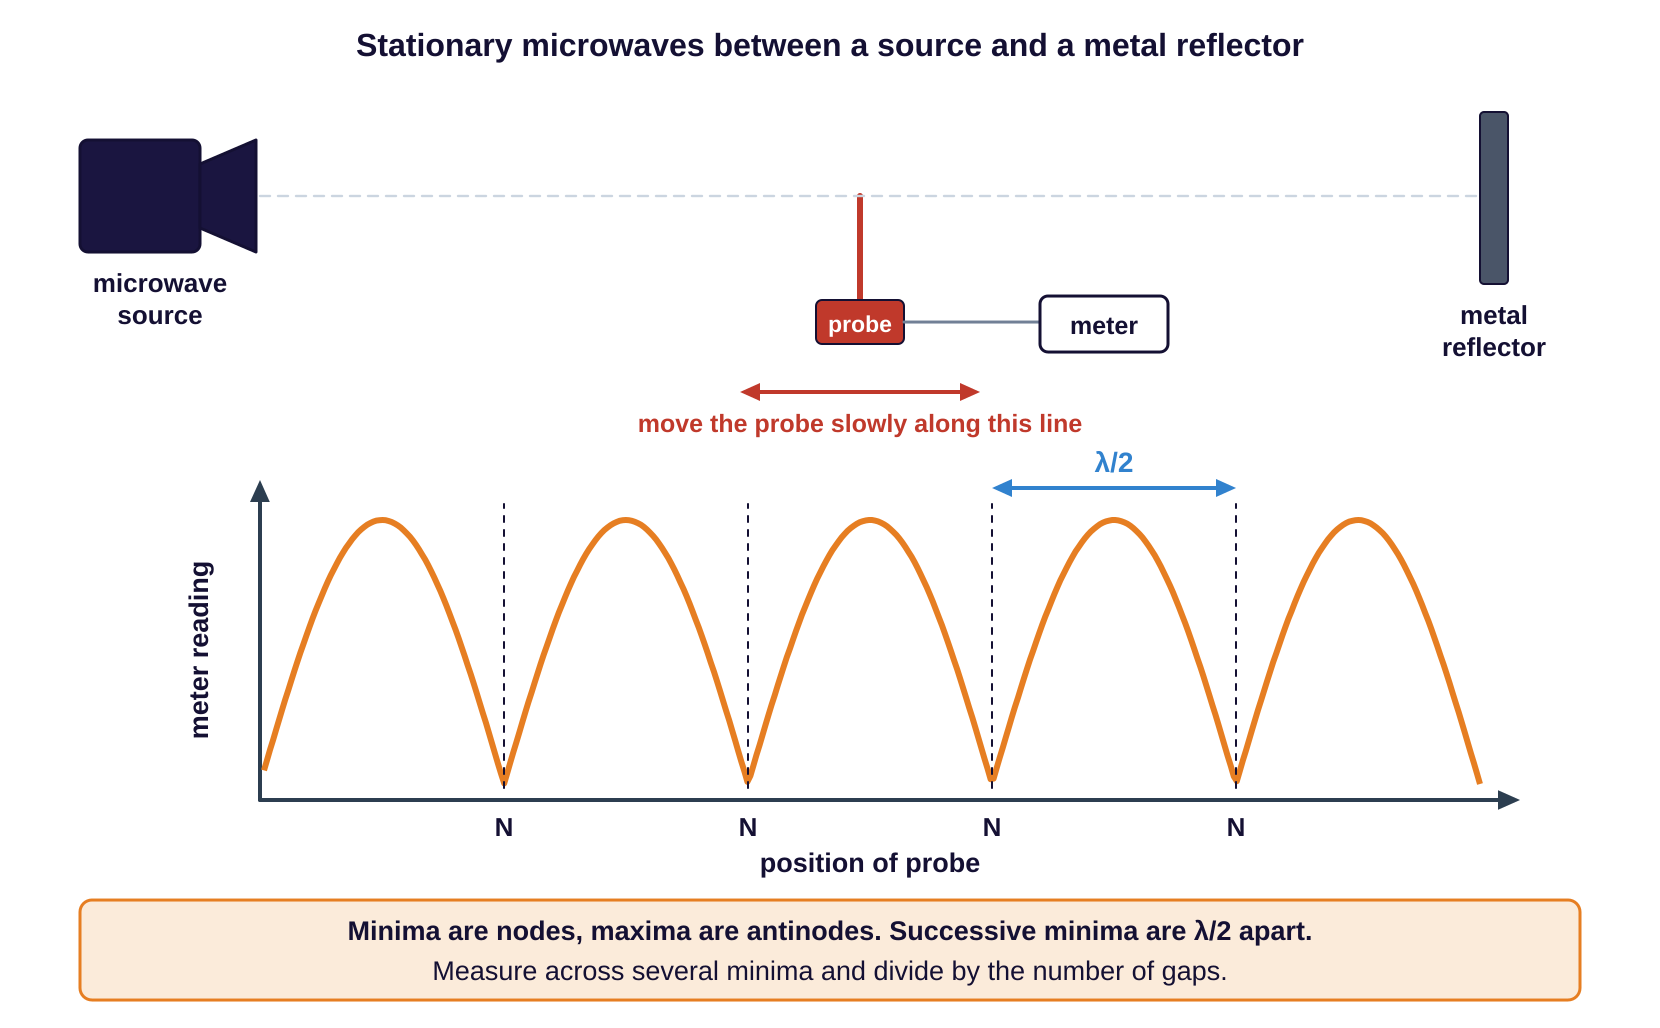 Stationary microwaves between a source and a metal reflector
microwave
source
probe
meter
metal
reflector
move the probe slowly along this line
λ/2
meter reading
N
N
N
N
position of probe
Minima are nodes, maxima are antinodes. Successive minima are λ/2 apart.
Measure across several minima and divide by the number of gaps.